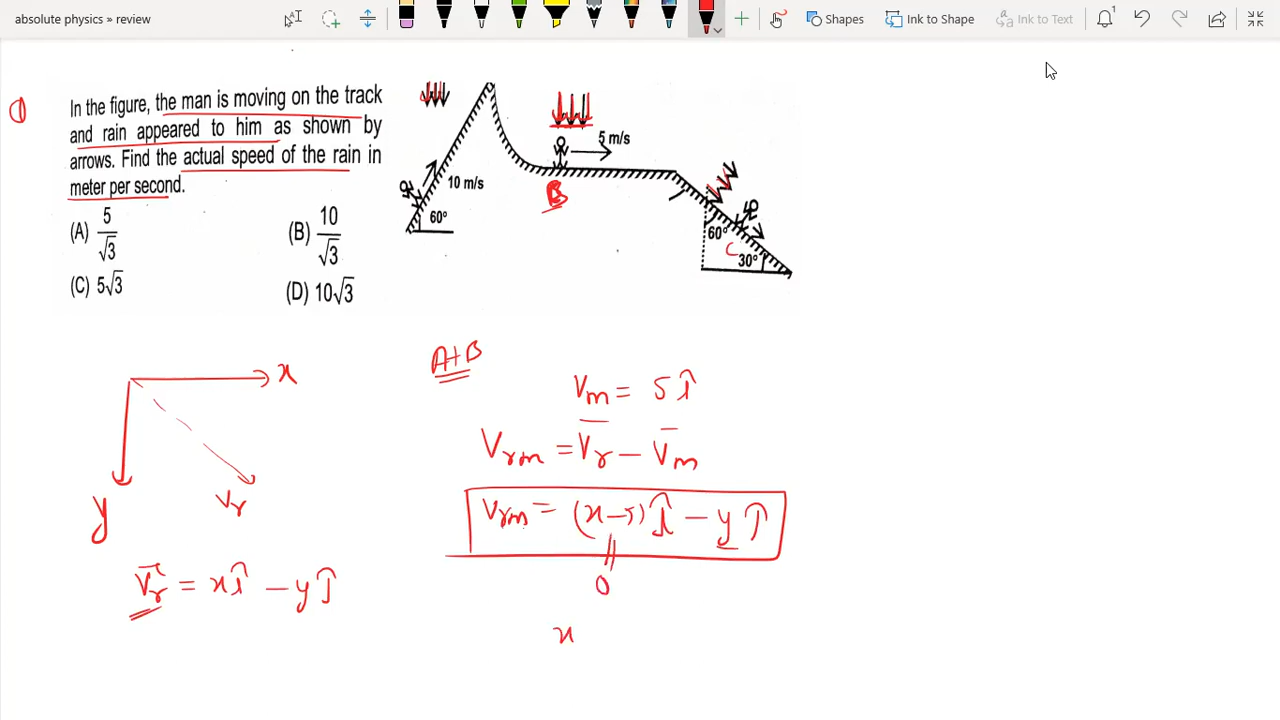 absolute physics » review
Shapes
Ink to Shape
Ink to Text
1
①
In the figure, the man is moving on the track
and rain appeared to him as shown by
arrows. Find the actual speed of the rain in
meter per second.
(A) 5/√3
(B) 10/√3
(C) 5√3
(D) 10√3
10 m/s
60°
5 m/s
B
60°
C
30°
x
y
Vr
V̄r = xî - yĵ
A+B
Vm = 5î
Vrm = V̄r - V̄m
Vrm = (x-5)î - yĵ
0
x